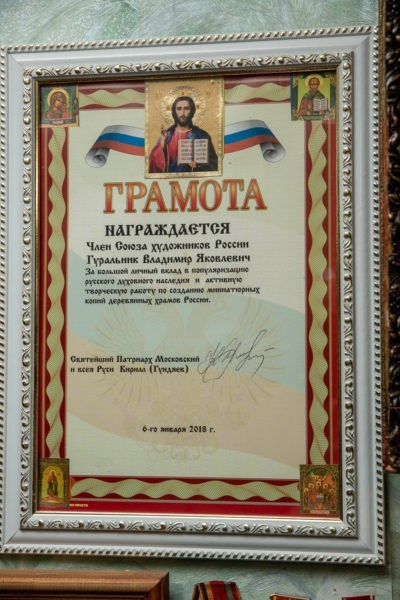 ГРАМОТА
НАГРАЖДАЕТСЯ
Член Союза художников России
Гуральник Владимир Яковлевич
За большой личный вклад в популяризацию
русского духовного наследия и активную
творческую работу по созданию миниатюрных
копий деревянных храмов России.
Святейший Патриарх Московский
и всея Руси Кирилл (Гундяев)
6-го января 2018 г.